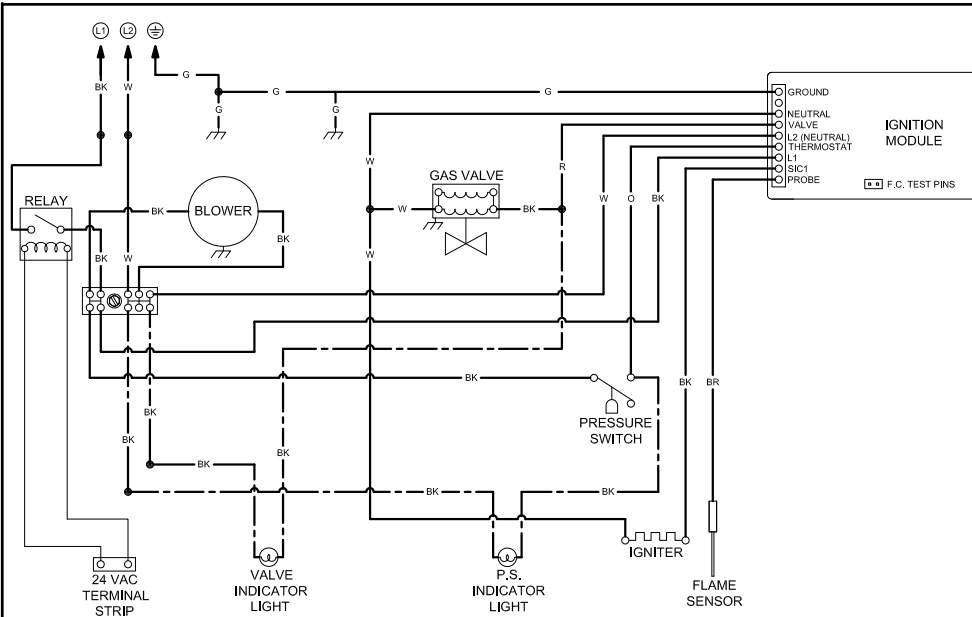 L1 L2
BK W G
G G G
G G
GROUND
NEUTRAL
VALVE
L2 (NEUTRAL)
THERMOSTAT
L1
SIC1
PROBE
IGNITION
MODULE
F.C. TEST PINS
W R
GAS VALVE
RELAY
BLOWER
BK
BK
W BK
W O BK
BK W
W
BK
PRESSURE
SWITCH
BK BR
BK
BK
BK
BK
BK
BK
IGNITER
24 VAC
TERMINAL
STRIP
VALVE
INDICATOR
LIGHT
P.S.
INDICATOR
LIGHT
FLAME
SENSOR